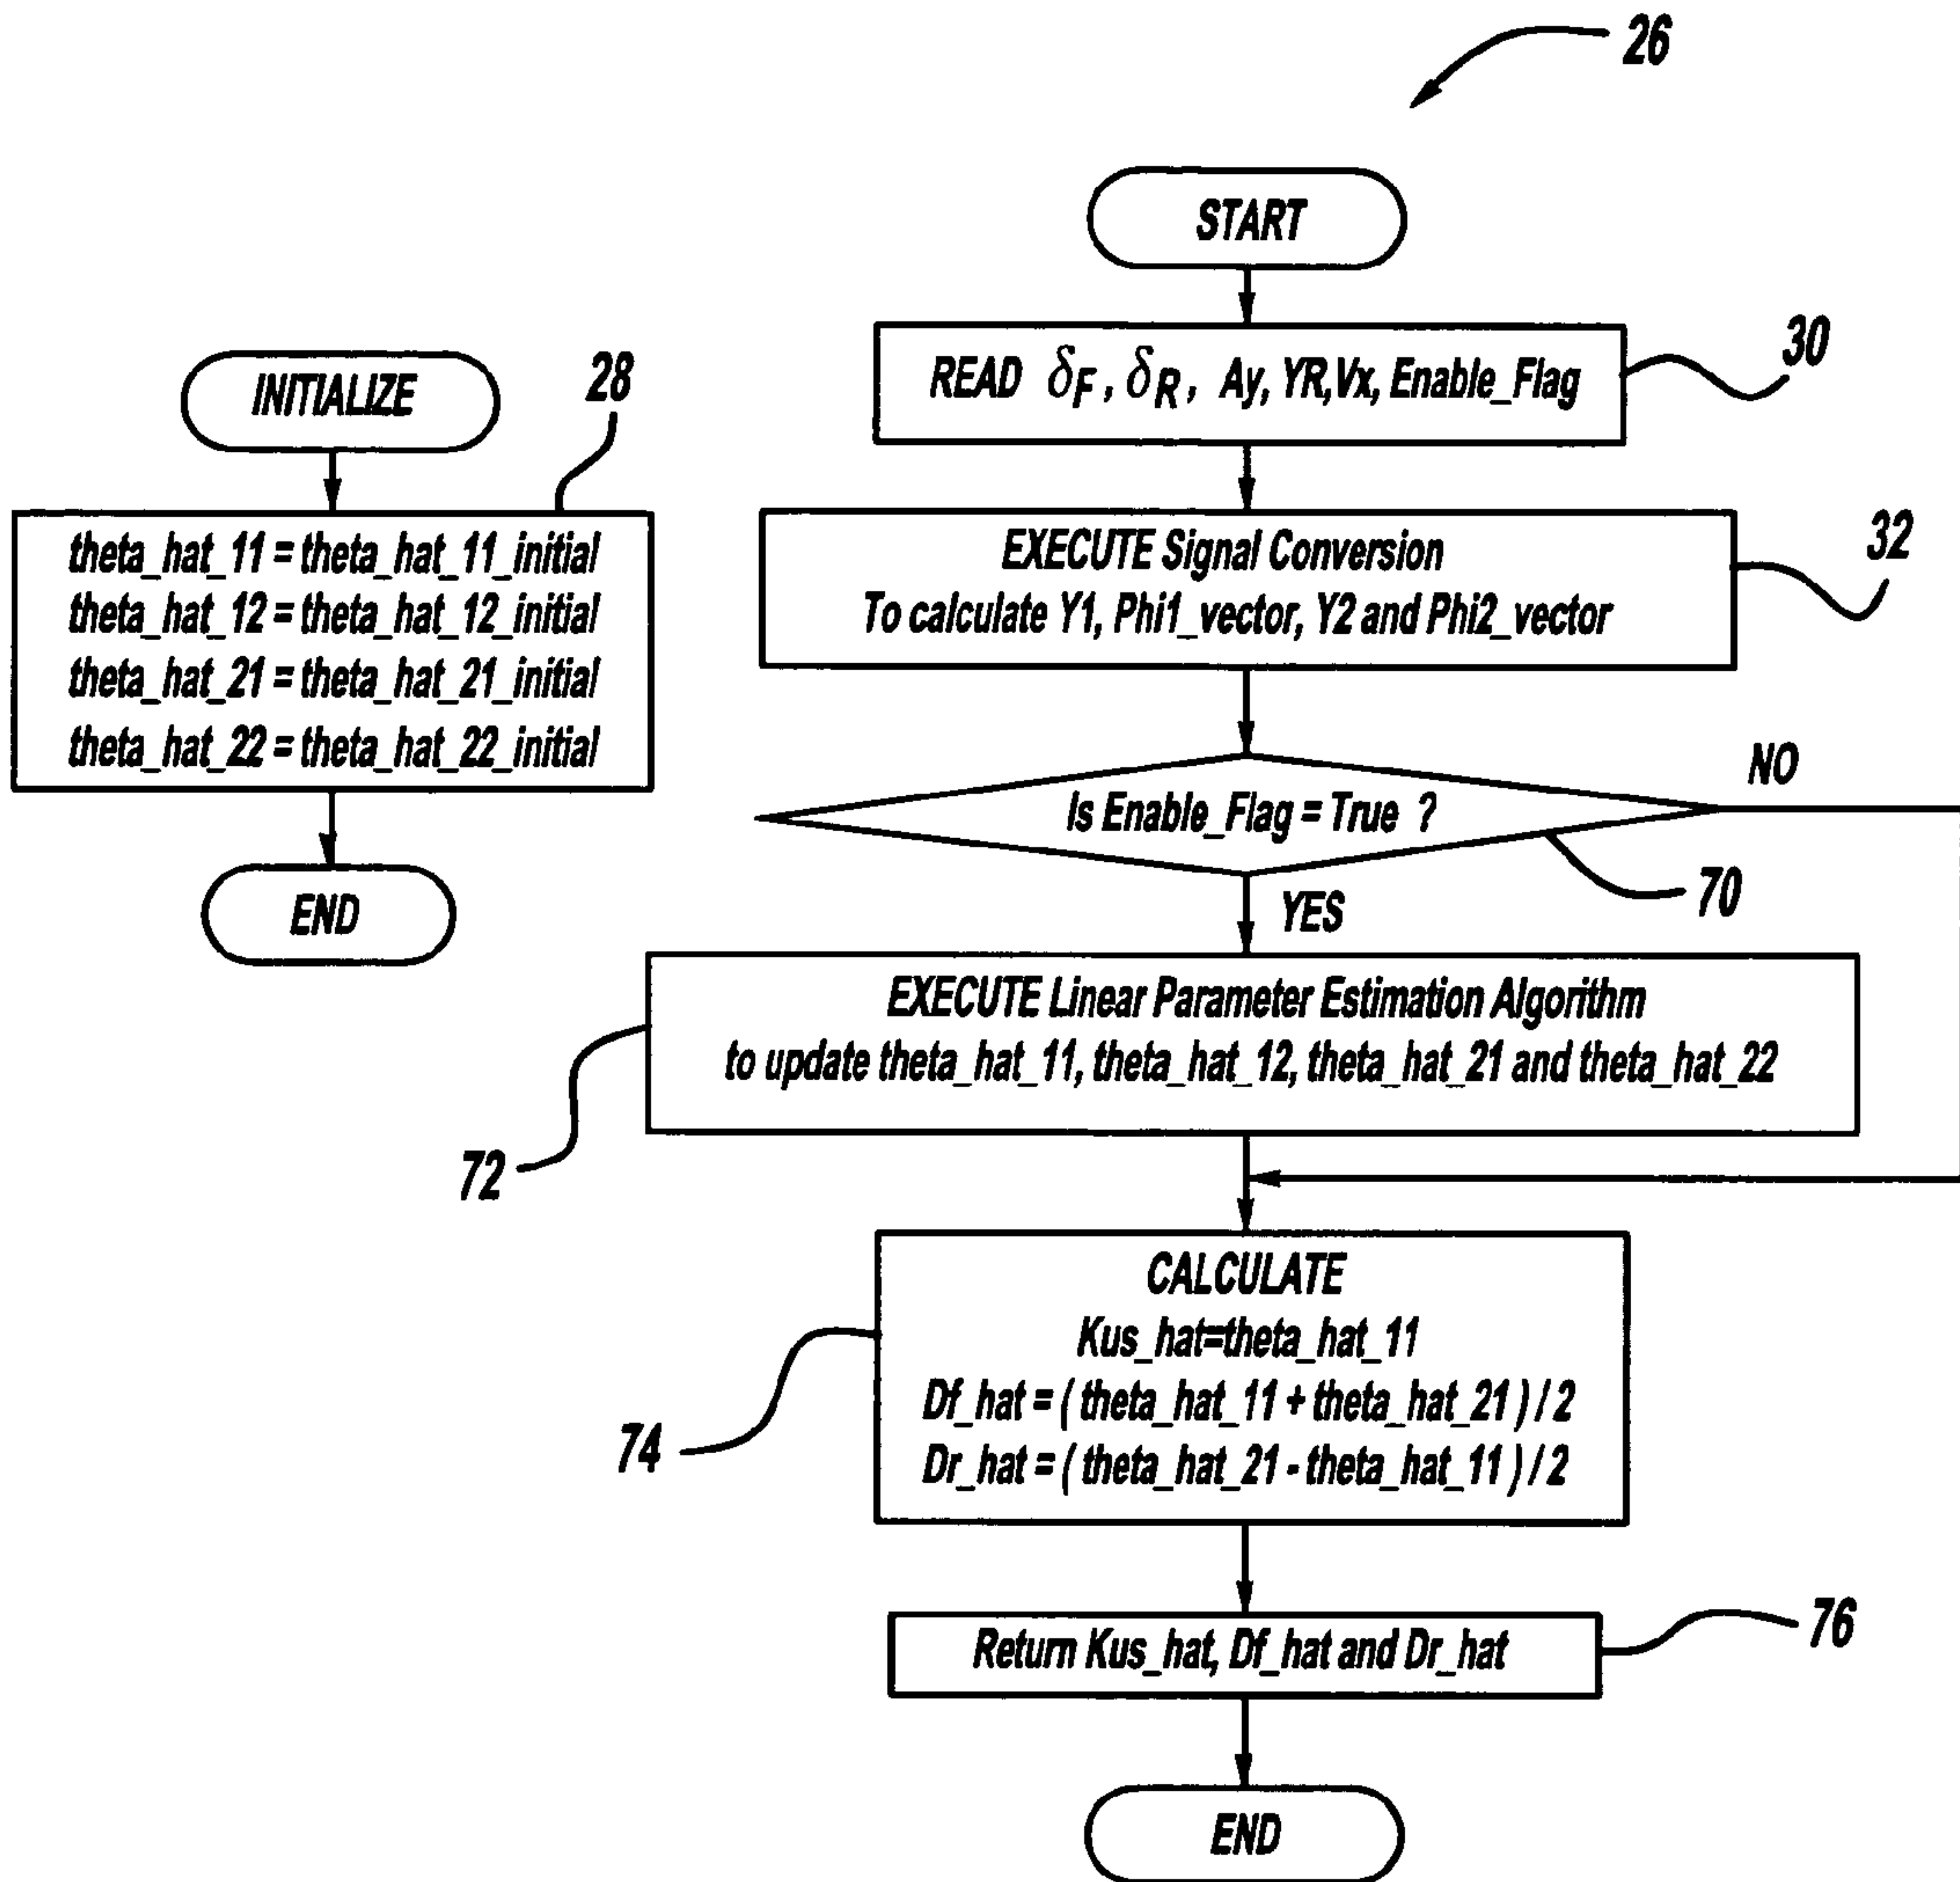 26
START
READ δF, δR, Ay, YR,Vx, Enable_Flag
30
INITIALIZE
28
theta_hat_11 = theta_hat_11_initial
theta_hat_12 = theta_hat_12_initial
theta_hat_21 = theta_hat_21_initial
theta_hat_22 = theta_hat_22_initial
END
EXECUTE Signal Conversion
To calculate Y1, Phi1_vector, Y2 and Phi2_vector
32
Is Enable_Flag = True ?
NO
70
YES
EXECUTE Linear Parameter Estimation Algorithm
to update theta_hat_11, theta_hat_12, theta_hat_21 and theta_hat_22
72
CALCULATE
Kus_hat=theta_hat_11
Df_hat = ( theta_hat_11 + theta_hat_21 ) / 2
Dr_hat = ( theta_hat_21 - theta_hat_11 ) / 2
74
Return Kus_hat, Df_hat and Dr_hat
76
END